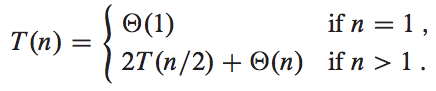 T(n) = { Θ(1) if n = 1 ,
2T(n/2) + Θ(n) if n > 1 .